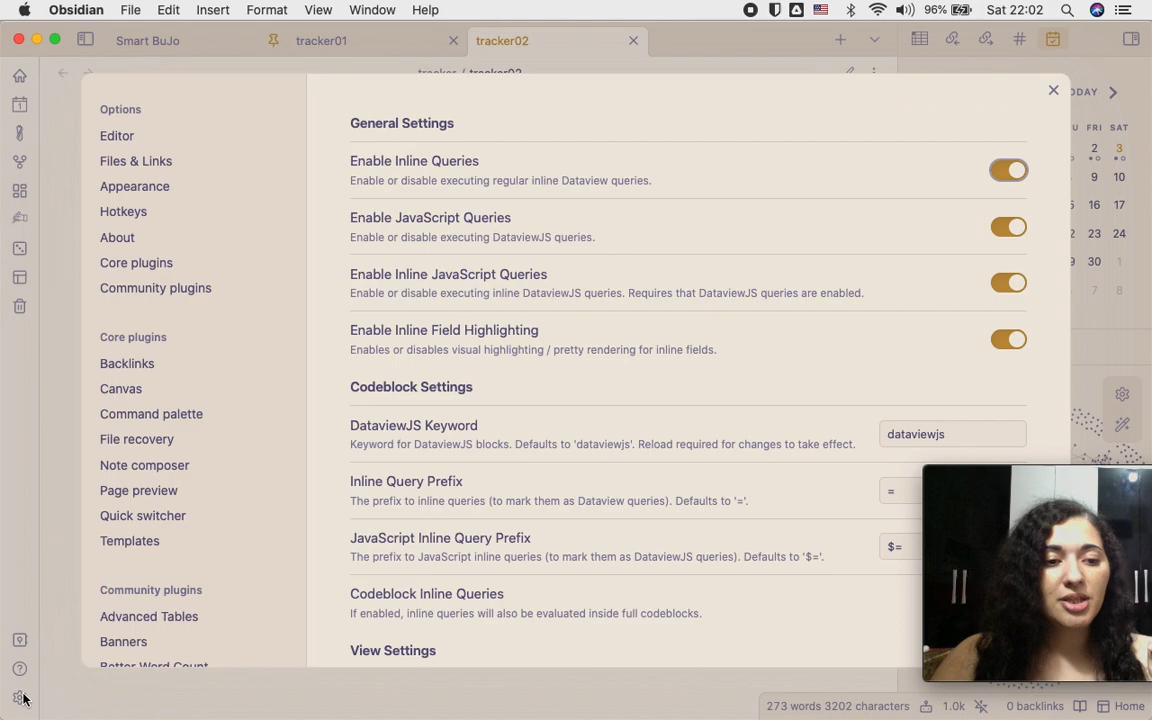 Obsidian File Edit Insert Format View Window Help 96% Sat 22:02
Smart BuJo tracker01 tracker02
tracker / tracker02
Options
Editor
Files & Links
Appearance
Hotkeys
About
Core plugins
Community plugins
Core plugins
Backlinks
Canvas
Command palette
File recovery
Note composer
Page preview
Quick switcher
Templates
Community plugins
Advanced Tables
Banners
Better Word Count
General Settings
Enable Inline Queries
Enable or disable executing regular inline Dataview queries.
Enable JavaScript Queries
Enable or disable executing DataviewJS queries.
Enable Inline JavaScript Queries
Enable or disable executing inline DataviewJS queries. Requires that DataviewJS queries are enabled.
Enable Inline Field Highlighting
Enables or disables visual highlighting / pretty rendering for inline fields.
Codeblock Settings
DataviewJS Keyword
Keyword for DataviewJS blocks. Defaults to 'dataviewjs'. Reload required for changes to take effect.
dataviewjs
Inline Query Prefix
The prefix to inline queries (to mark them as Dataview queries). Defaults to '='.
=
JavaScript Inline Query Prefix
The prefix to JavaScript inline queries (to mark them as DataviewJS queries). Defaults to '$='.
$=
Codeblock Inline Queries
If enabled, inline queries will also be evaluated inside full codeblocks.
View Settings
ODAY
U FRI SAT
2 3
9 10
16 17
23 24
9 30 1
7 8
273 words 3202 characters 1.0k 0 backlinks Home